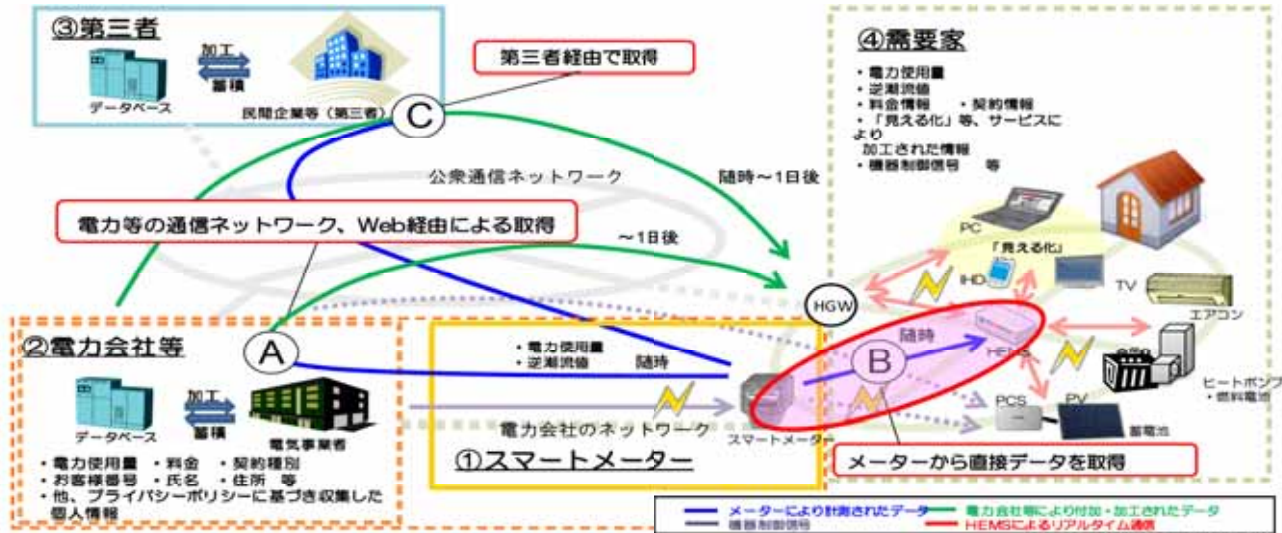 ③第三者
加工
蓄積
データベース
民間企業等（第三者）
C
第三者経由で取得
公衆通信ネットワーク
随時～1日後
電力等の通信ネットワーク、Web経由による取得
～1日後
②電力会社等
A
データベース
加工
蓄積
電気事業者
・電力使用量 ・料金 ・契約種別
・お客様番号 ・氏名 ・住所 等
・他、プライバシーポリシーに基づき収集した
個人情報
・電力使用量
・逆潮流値 随時
電力会社のネットワーク
①スマートメーター
スマートメーター
HGW
B
随時
HEMS
メーターから直接データを取得
④需要家
・電力使用量
・逆潮流値
・料金情報 ・契約情報
・「見える化」等、サービスに
より
加工された情報
・機器制御信号 等
PC
「見える化」
IHD
TV
エアコン
ヒートポンプ
・燃料電池
PCS
PV
蓄電池
メーターにより計測されたデータ
電力会社等により付加・加工されたデータ
機器制御信号
HEMSによるリアルタイム通信